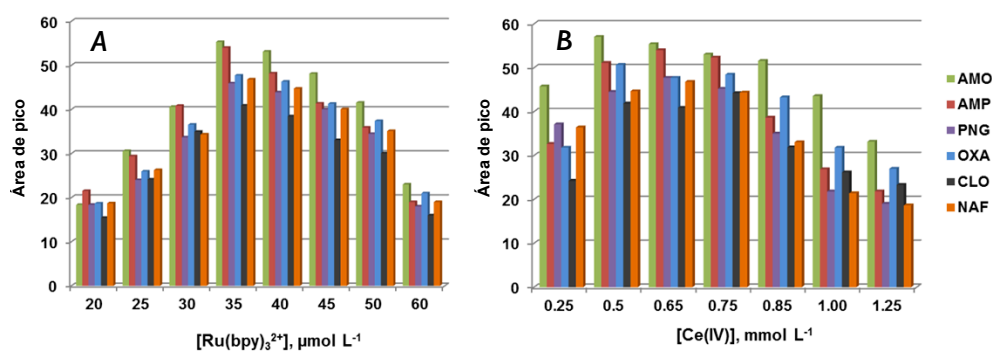 A
Área de pico
60
50
40
30
20
10
0
20 25 30 35 40 45 50 60
[Ru(bpy)₃²⁺], µmol L⁻¹
B
Área de pico
60
50
40
30
20
10
0
0.25 0.5 0.65 0.75 0.85 1.00 1.25
[Ce(IV)], mmol L⁻¹
AMO
AMP
PNG
OXA
CLO
NAF